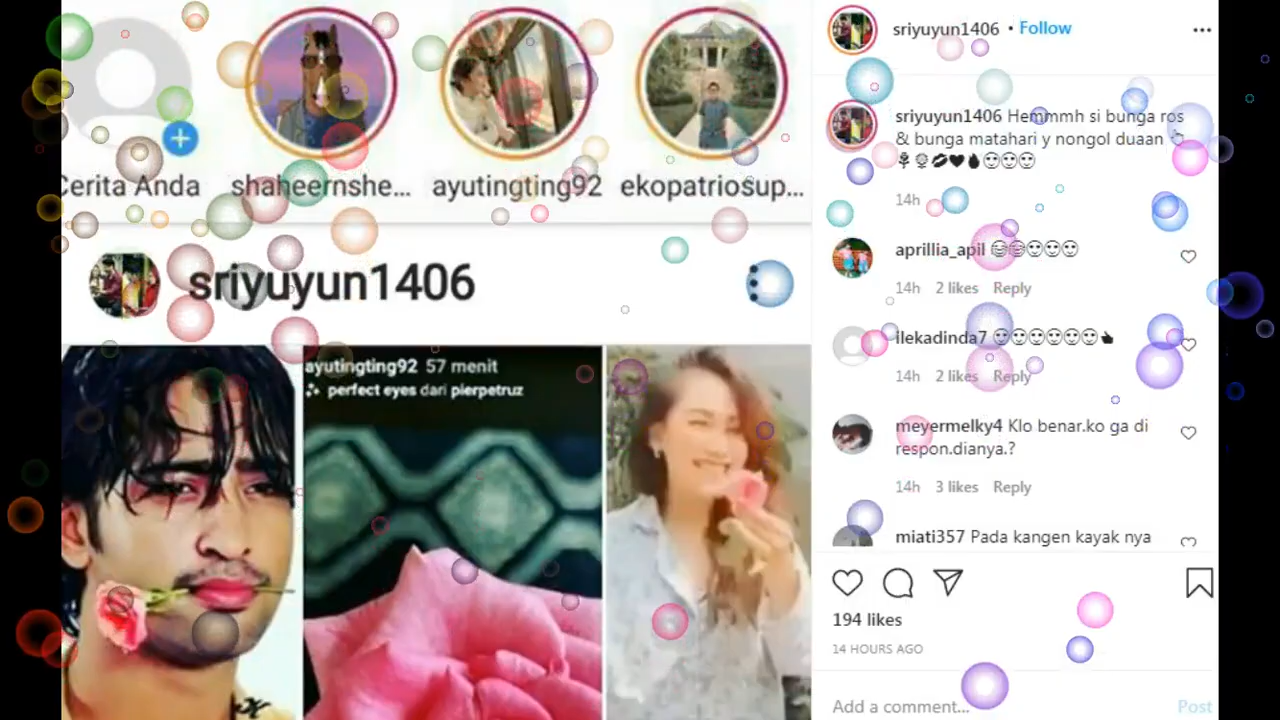 Cerita Anda
shaheernshe...
ayutingting92
ekopatriosup...
sriyuyun1406
ayutingting92 57 menit
perfect eyes dari pierpetruz
sriyuyun1406 • Follow
sriyuyun1406 Hemmmh si bunga ros
& bunga matahari y nongol duaan
14h
aprillia_apil
14h 2 likes Reply
ilekadinda7
14h 2 likes Reply
meyermelky4 Klo benar.ko ga di
respon.dianya.?
14h 3 likes Reply
miati357 Pada kangen kayak nya
194 likes
14 HOURS AGO
Add a comment... Post